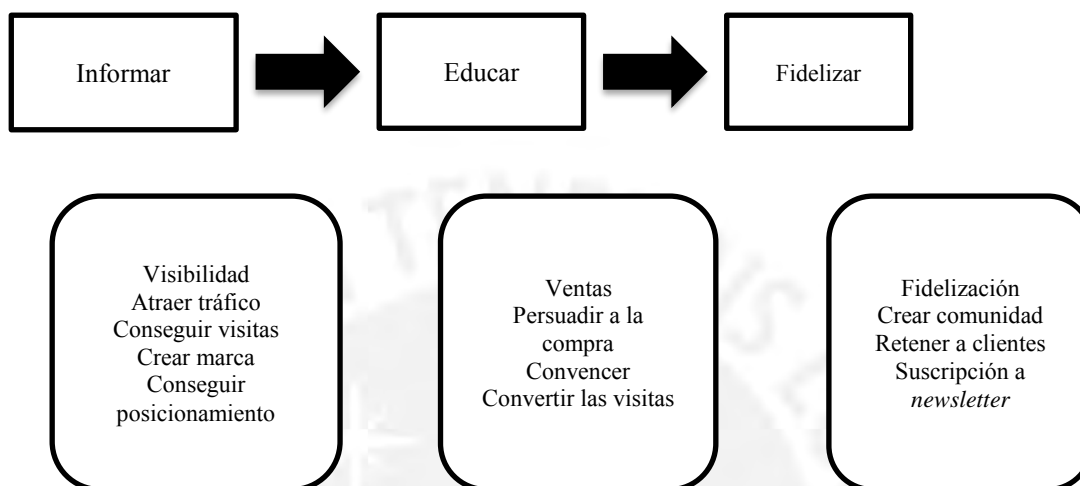 Informar
Educar
Fidelizar
Visibilidad
Atraer tráfico
Conseguir visitas
Crear marca
Conseguir
posicionamiento
Ventas
Persuadir a la
compra
Convencer
Convertir las visitas
Fidelización
Crear comunidad
Retener a clientes
Suscripción a
newsletter